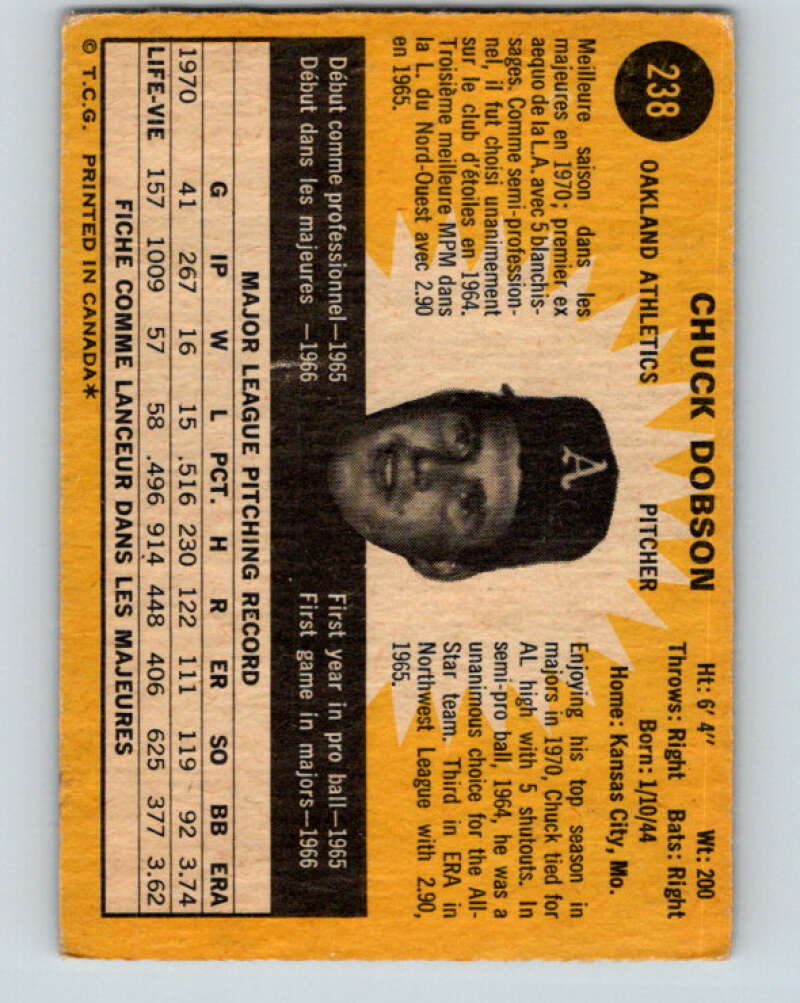 238
CHUCK DOBSON
OAKLAND ATHLETICS PITCHER
Ht: 6' 4" Wt: 200
Throws: Right Bats: Right
Born: 1/10/44
Home: Kansas City, Mo.
Meilleure saison dans les
majeures en 1970; premier ex
aequo de la L.A. avec 5 blanchis-
sages. Comme semi-profession-
nel, il fut choisi unanimement
sur le club d'étoiles en 1964.
Troisième meilleure MPM dans
la L. du Nord-Ouest avec 2.90
en 1965.
A
Enjoying his top season in
majors in 1970, Chuck tied for
AL high with 5 shutouts. In
semi-pro ball, 1964, he was a
unanimous choice for the All-
Star team. Third in ERA in
Northwest League with 2.90,
1965.
Début comme professionnel—1965
Début dans les majeures —1966
First year in pro ball—1965
First game in majors—1966
MAJOR LEAGUE PITCHING RECORD
G IP W L PCT. H R ER SO BB ERA
1970 41 267 16 15 .516 230 122 111 119 92 3.74
LIFE-VIE 157 1009 57 58 .496 914 448 406 625 377 3.62
FICHE COMME LANCEUR DANS LES MAJEURES
© T.C.G. PRINTED IN CANADA*